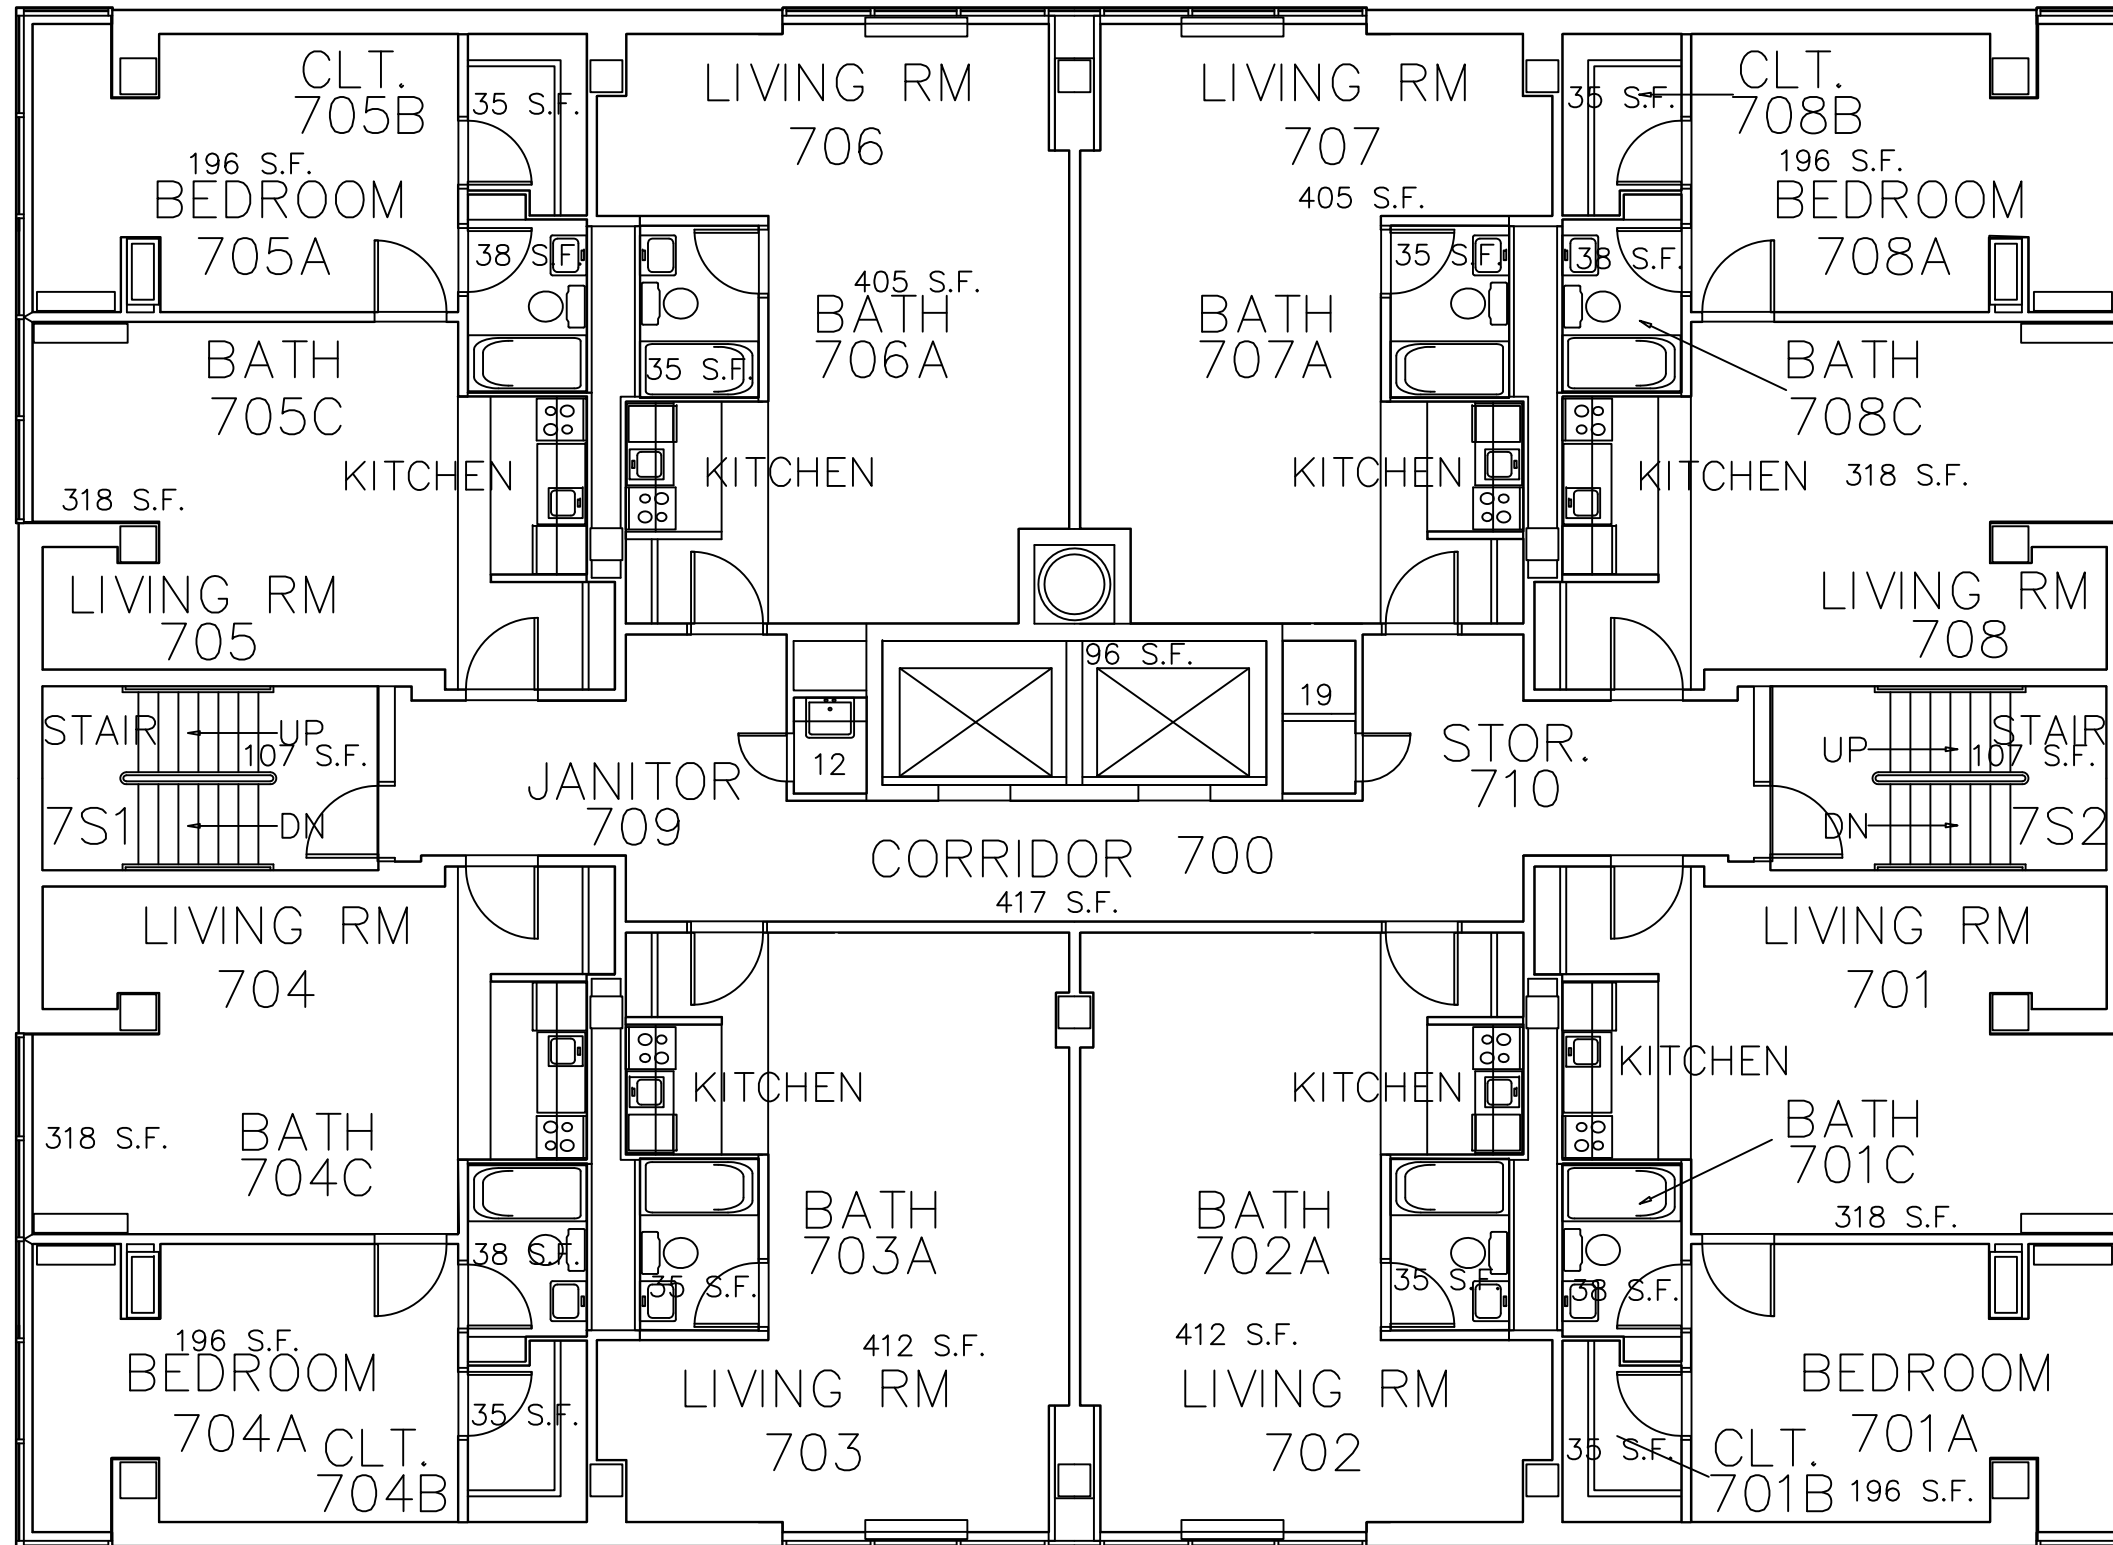 CLT.
705B
35 S.F.
LIVING RM
706
LIVING RM
707
35 S.F.
CLT.
708B
196 S.F.
BEDROOM
705A
405 S.F.
196 S.F.
BEDROOM
708A
38 S.F.
405 S.F.
BATH
706A
35 S.F.
BATH
707A
35 S.F.
38 S.F.
BATH
705C
BATH
708C
318 S.F.
KITCHEN
KITCHEN
KITCHEN
KITCHEN
318 S.F.
LIVING RM
705
LIVING RM
708
96 S.F.
19
STAIR
UP
107 S.F.
7S1
DN
JANITOR
709
12
STOR.
710
UP
STAIR
107 S.F.
DN
7S2
CORRIDOR 700
417 S.F.
LIVING RM
704
LIVING RM
701
KITCHEN
KITCHEN
KITCHEN
318 S.F.
BATH
704C
BATH
703A
BATH
702A
BATH
701C
318 S.F.
38 S.F.
35 S.F.
35 S.F.
38 S.F.
196 S.F.
BEDROOM
704A
412 S.F.
412 S.F.
LIVING RM
703
LIVING RM
702
BEDROOM
701A
35 S.F.
CLT.
704B
35 S.F.
CLT.
701B
196 S.F.